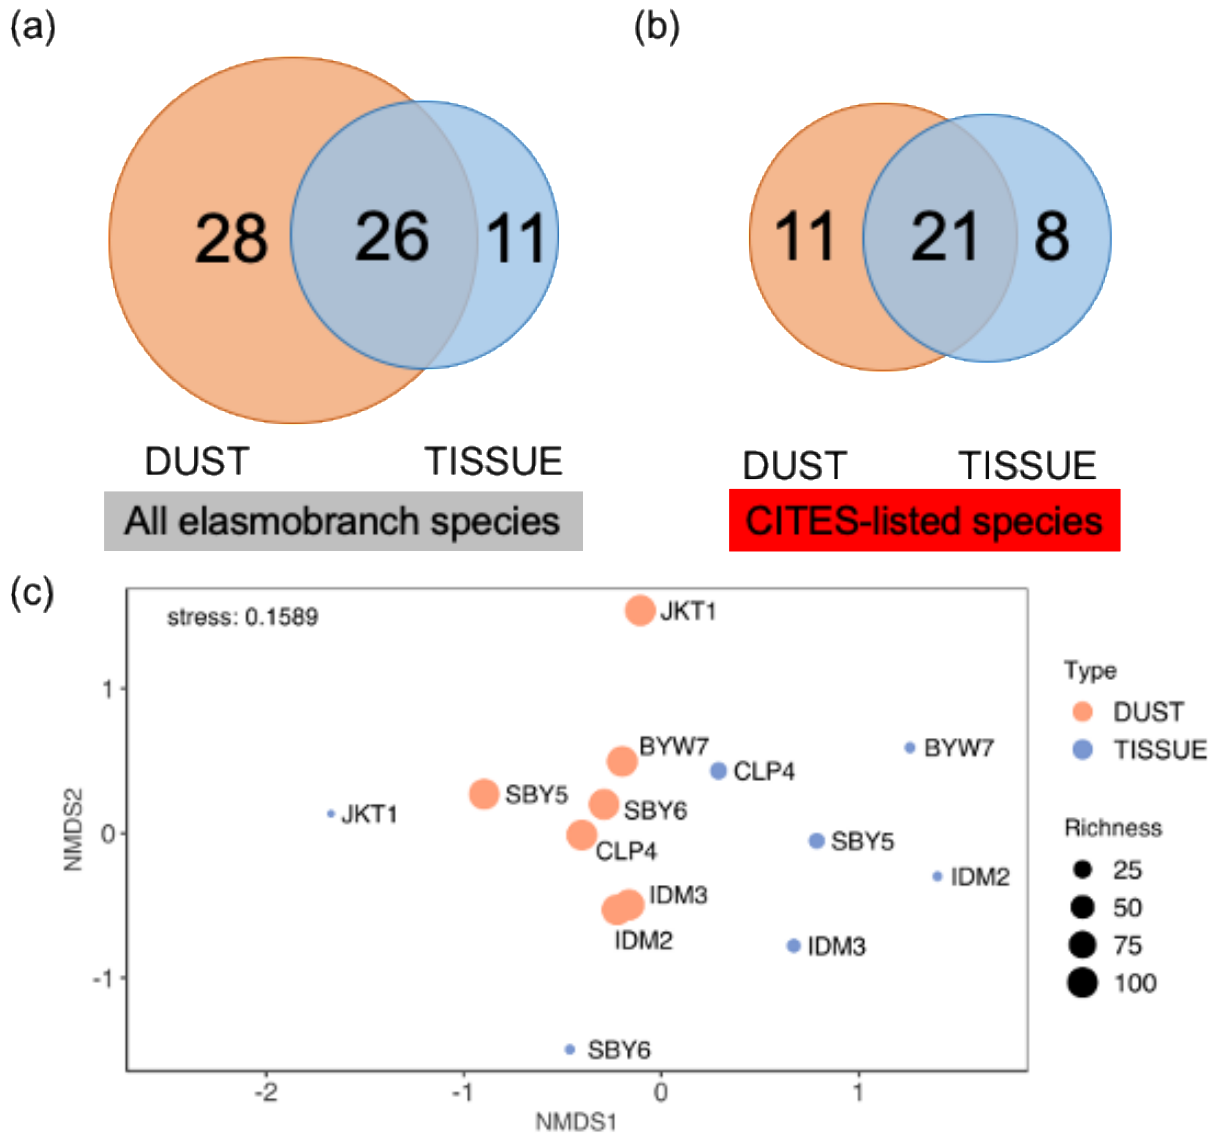 (a)
28 26 11
DUST TISSUE
All elasmobranch species
(b)
11 21 8
DUST TISSUE
CITES-listed species
(c)
stress: 0.1589
JKT1
BYW7
CLP4
BYW7
SBY5
SBY6
JKT1
CLP4
SBY5
IDM2
IDM3
IDM2
IDM3
SBY6
1
0
-1
NMDS2
-2 -1 0 1
NMDS1
Type
DUST
TISSUE
Richness
25
50
75
100